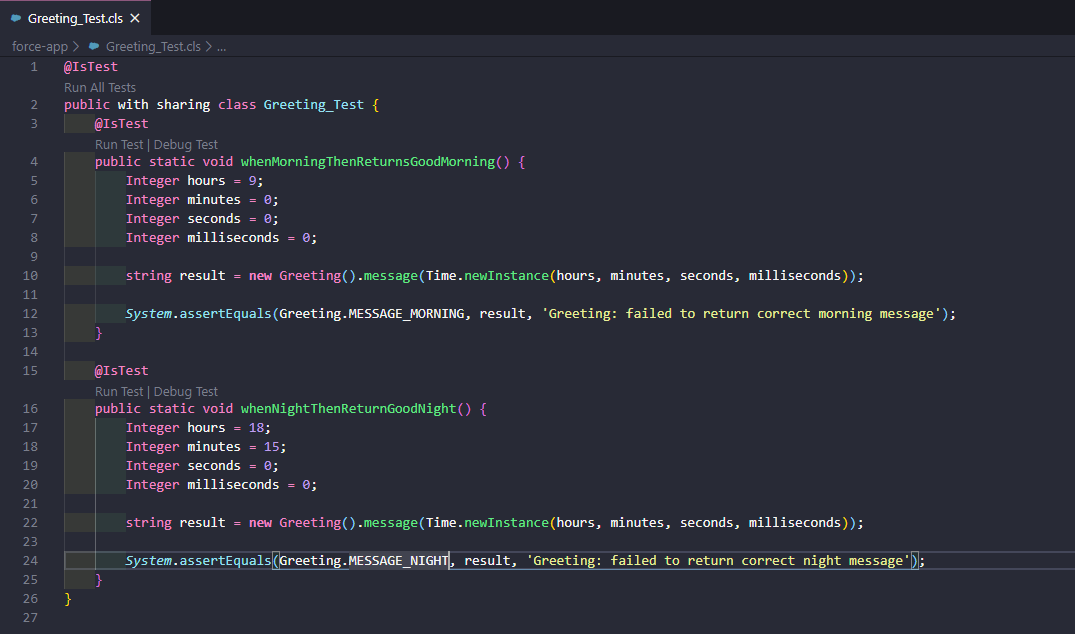 Greeting_Test.cls
force-app > Greeting_Test.cls > ...
1 @IsTest
Run All Tests
2 public with sharing class Greeting_Test {
3 @IsTest
Run Test | Debug Test
4 public static void whenMorningThenReturnsGoodMorning() {
5 Integer hours = 9;
6 Integer minutes = 0;
7 Integer seconds = 0;
8 Integer milliseconds = 0;
9
10 string result = new Greeting().message(Time.newInstance(hours, minutes, seconds, milliseconds));
11
12 System.assertEquals(Greeting.MESSAGE_MORNING, result, 'Greeting: failed to return correct morning message');
13 }
14
15 @IsTest
Run Test | Debug Test
16 public static void whenNightThenReturnGoodNight() {
17 Integer hours = 18;
18 Integer minutes = 15;
19 Integer seconds = 0;
20 Integer milliseconds = 0;
21
22 string result = new Greeting().message(Time.newInstance(hours, minutes, seconds, milliseconds));
23
24 System.assertEquals(Greeting.MESSAGE_NIGHT, result, 'Greeting: failed to return correct night message');
25 }
26 }
27